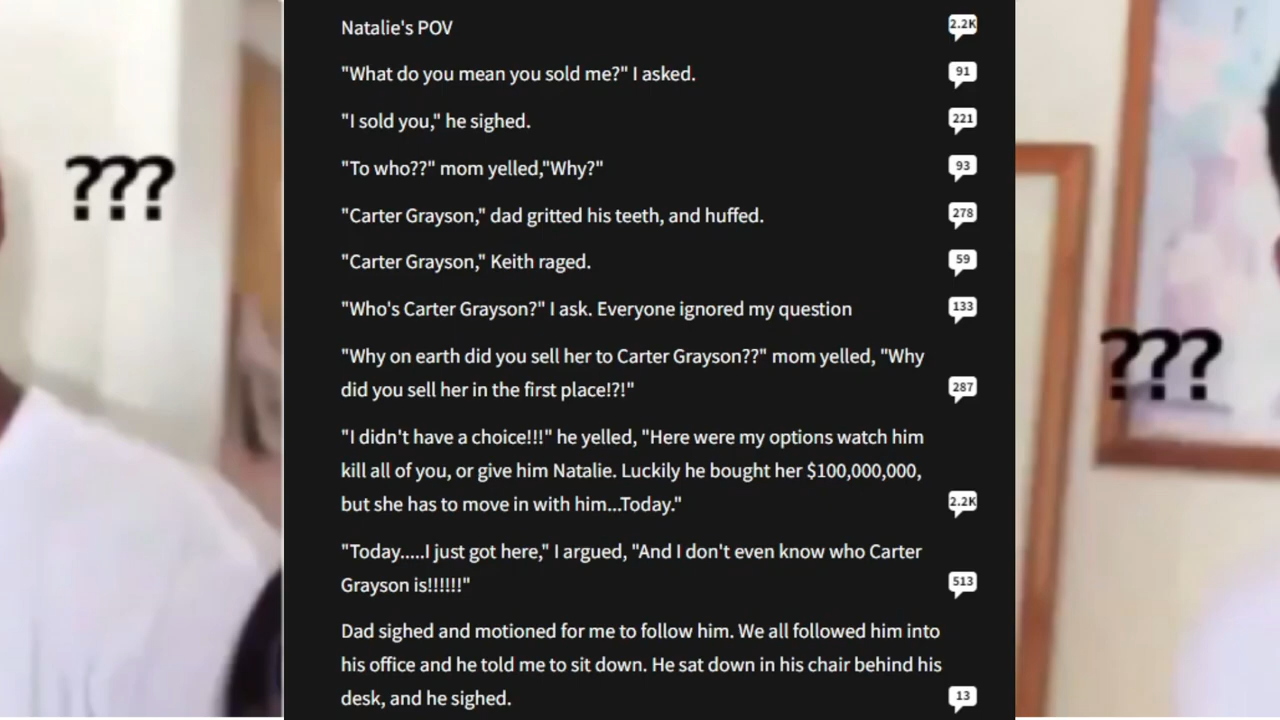 Natalie's POV
2.2K
"What do you mean you sold me?" I asked.
91
"I sold you," he sighed.
221
???
"To who??" mom yelled,"Why?"
93
"Carter Grayson," dad gritted his teeth, and huffed.
278
"Carter Grayson," Keith raged.
59
"Who's Carter Grayson?" I ask. Everyone ignored my question
133
"Why on earth did you sell her to Carter Grayson??" mom yelled, "Why
did you sell her in the first place!?!"
287
???
"I didn't have a choice!!!" he yelled, "Here were my options watch him
kill all of you, or give him Natalie. Luckily he bought her $100,000,000,
but she has to move in with him...Today."
2.2K
"Today.....I just got here," I argued, "And I don't even know who Carter
Grayson is!!!!!!"
513
Dad sighed and motioned for me to follow him. We all followed him into
his office and he told me to sit down. He sat down in his chair behind his
desk, and he sighed.
13